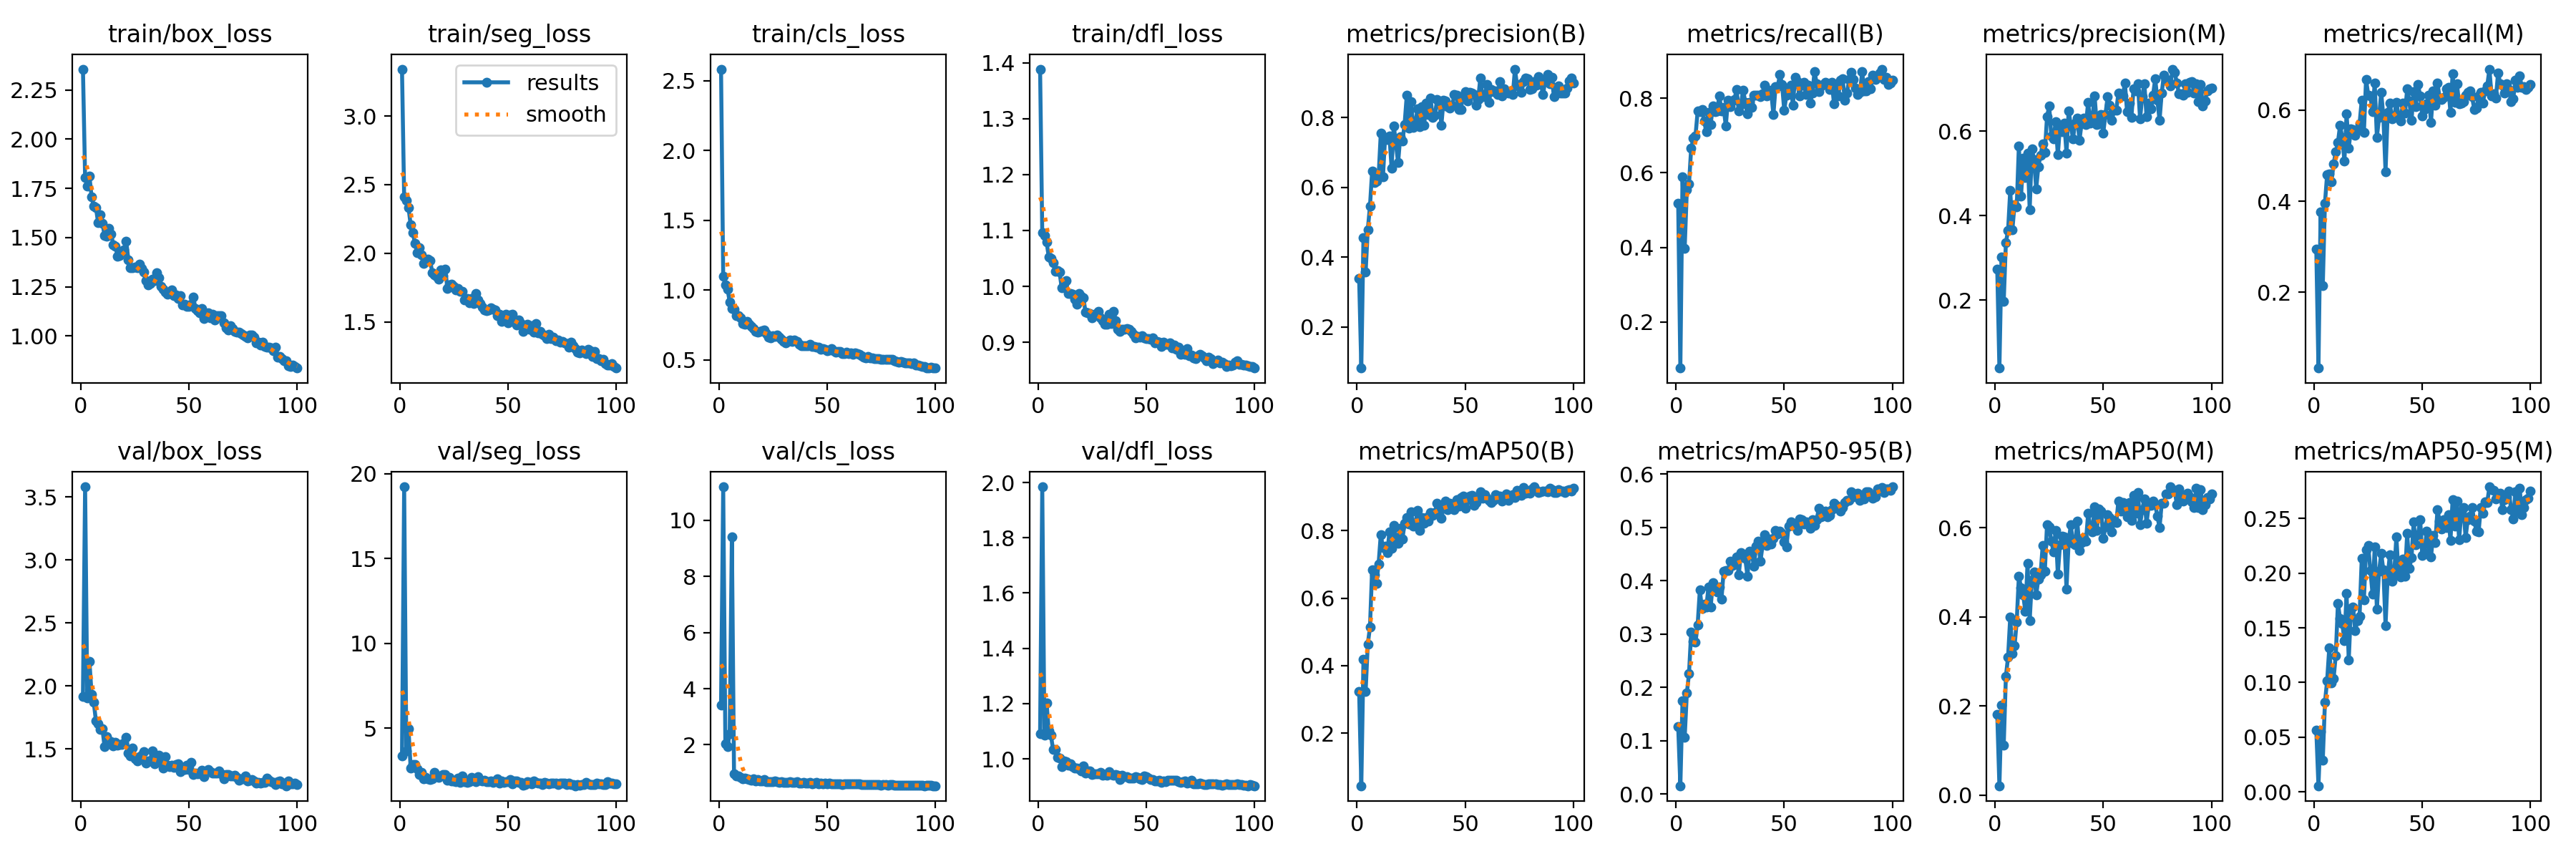 train/box_loss
2.25
2.00
1.75
1.50
1.25
1.00
0 50 100
train/seg_loss
results
smooth
3.0
2.5
2.0
1.5
0 50 100
train/cls_loss
2.5
2.0
1.5
1.0
0.5
0 50 100
train/dfl_loss
1.4
1.3
1.2
1.1
1.0
0.9
0 50 100
metrics/precision(B)
0.8
0.6
0.4
0.2
0 50 100
metrics/recall(B)
0.8
0.6
0.4
0.2
0 50 100
metrics/precision(M)
0.6
0.4
0.2
0 50 100
metrics/recall(M)
0.6
0.4
0.2
0 50 100
val/box_loss
3.5
3.0
2.5
2.0
1.5
0 50 100
val/seg_loss
20
15
10
5
0 50 100
val/cls_loss
10
8
6
4
2
0 50 100
val/dfl_loss
2.0
1.8
1.6
1.4
1.2
1.0
0 50 100
metrics/mAP50(B)
0.8
0.6
0.4
0.2
0 50 100
metrics/mAP50-95(B)
0.6
0.5
0.4
0.3
0.2
0.1
0.0
0 50 100
metrics/mAP50(M)
0.6
0.4
0.2
0.0
0 50 100
metrics/mAP50-95(M)
0.25
0.20
0.15
0.10
0.05
0.00
0 50 100